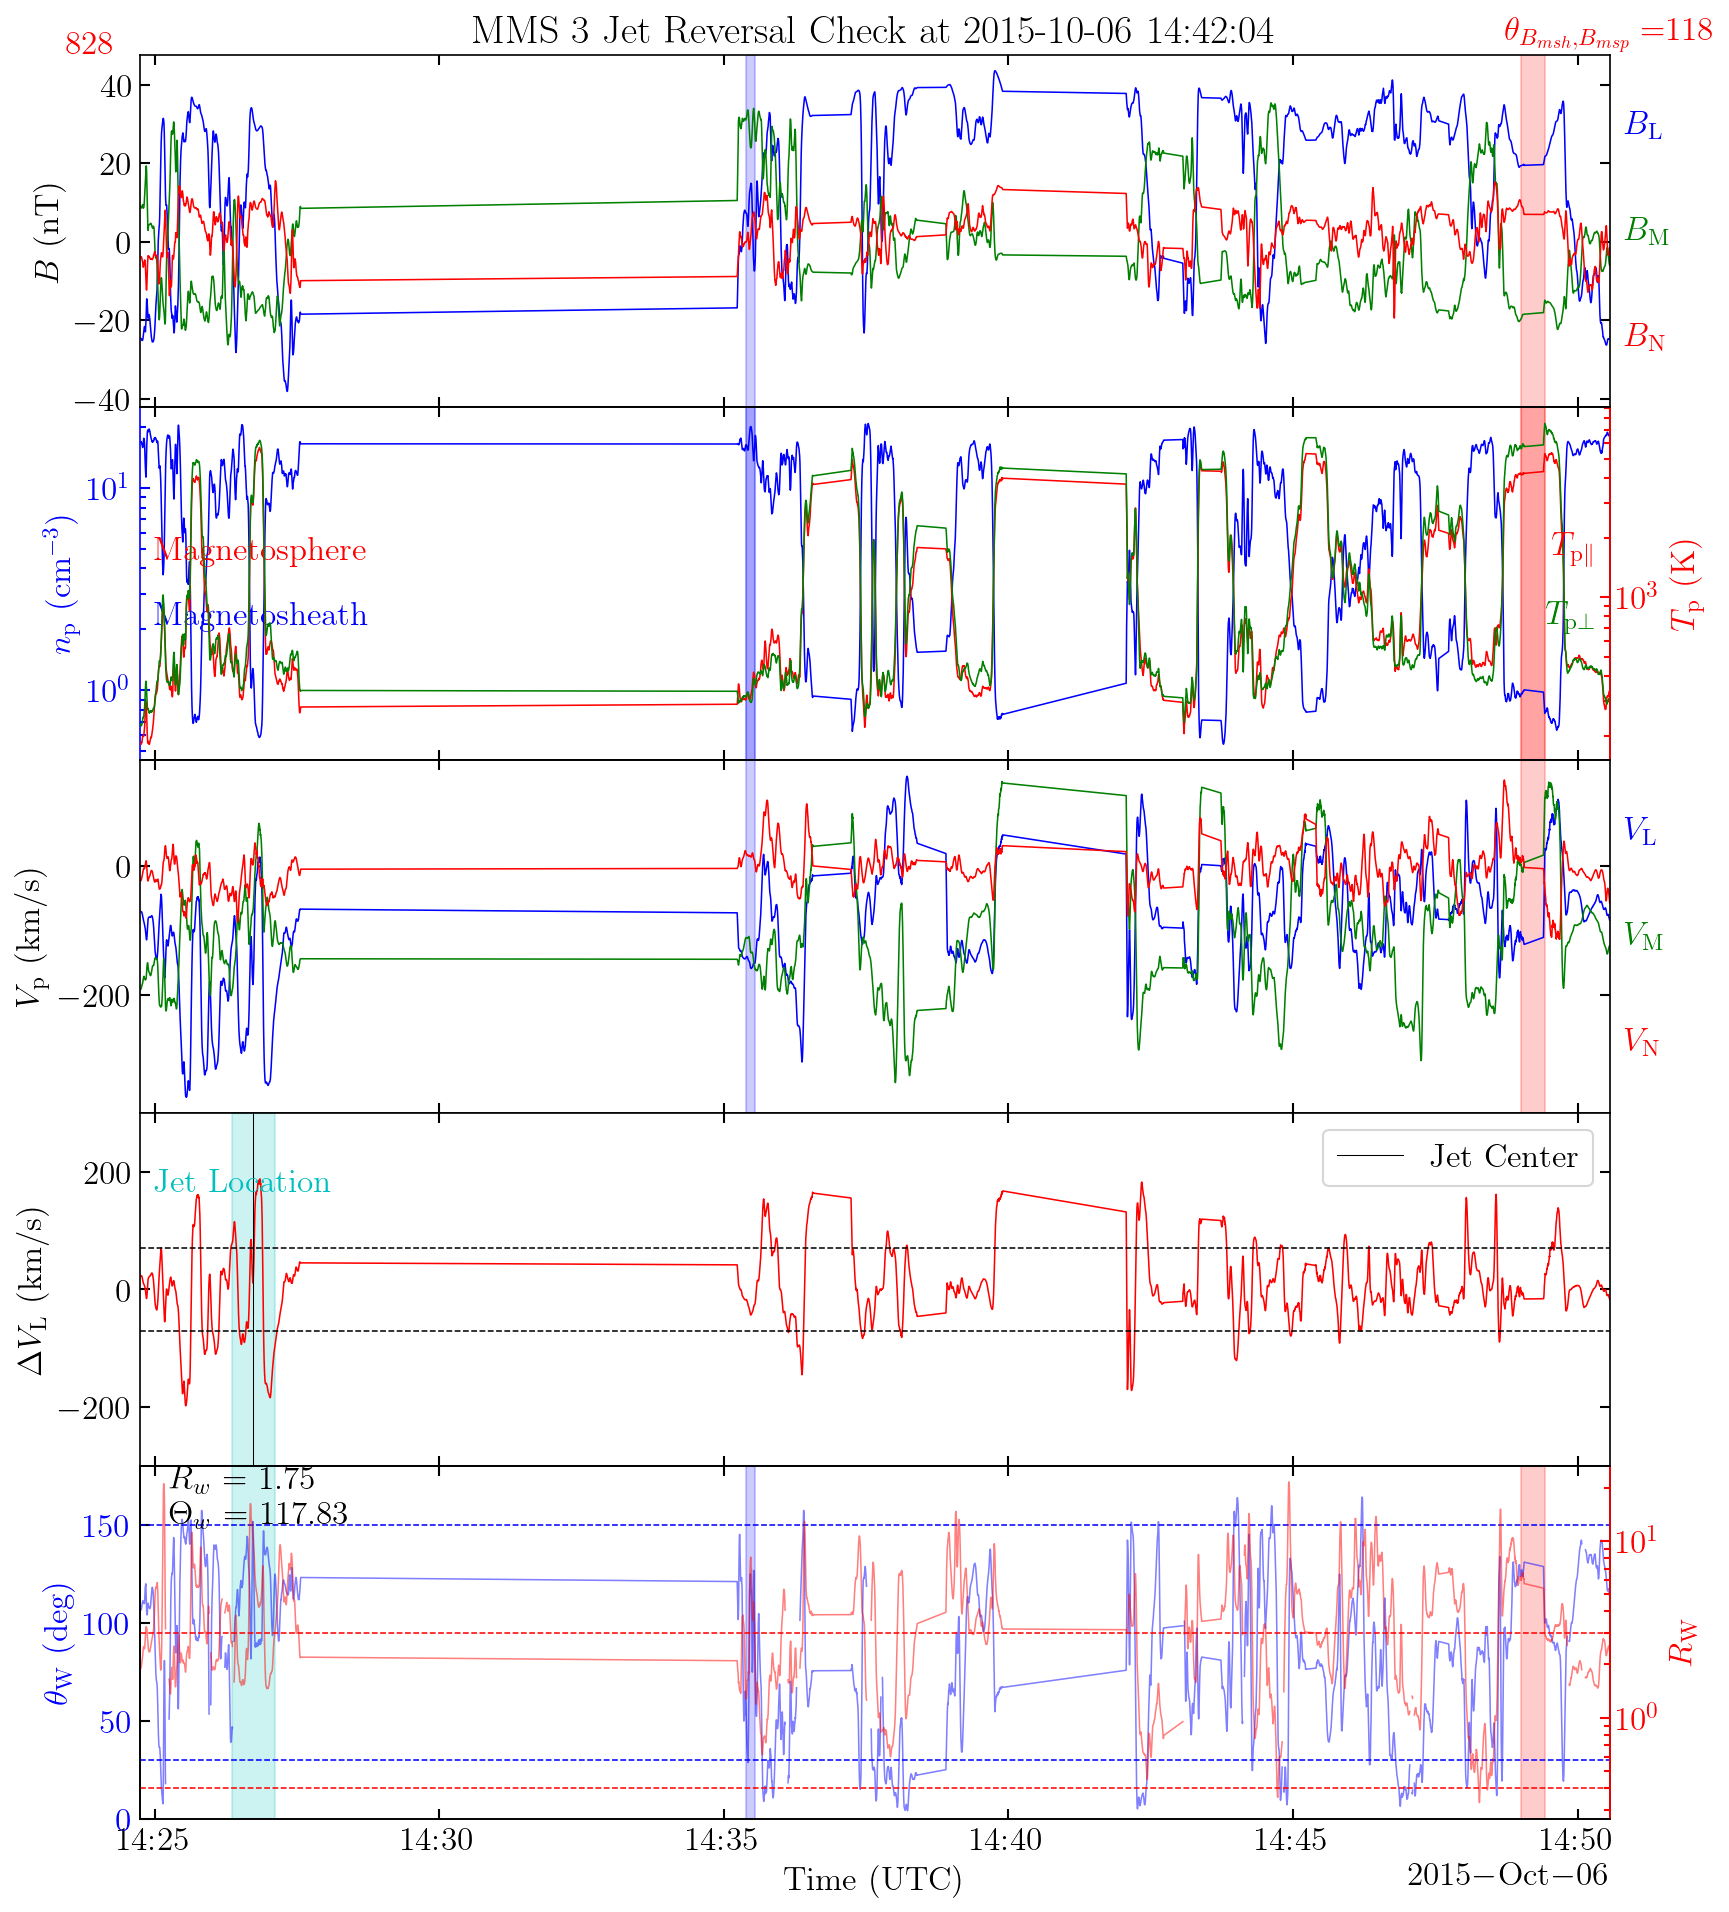 MMS 3 Jet Reversal Check at 2015-10-06 14:42:04
828
θ_{B_{msh},B_{msp}} =118
40
20
0
−20
−40
B (nT)
B_L
B_M
B_N
10^1
10^0
n_p (cm^{−3})
Magnetosphere
Magnetosheath
T_{p∥}
T_{p⊥}
10^3
T_p (K)
0
−200
V_p (km/s)
V_L
V_M
V_N
200
0
−200
ΔV_L (km/s)
Jet Location
Jet Center
R_w = 1.75
Θ_w = 117.83
150
100
50
0
θ_W (deg)
10^1
10^0
R_W
14:25 14:30 14:35 14:40 14:45 14:50
Time (UTC)
2015−Oct−06